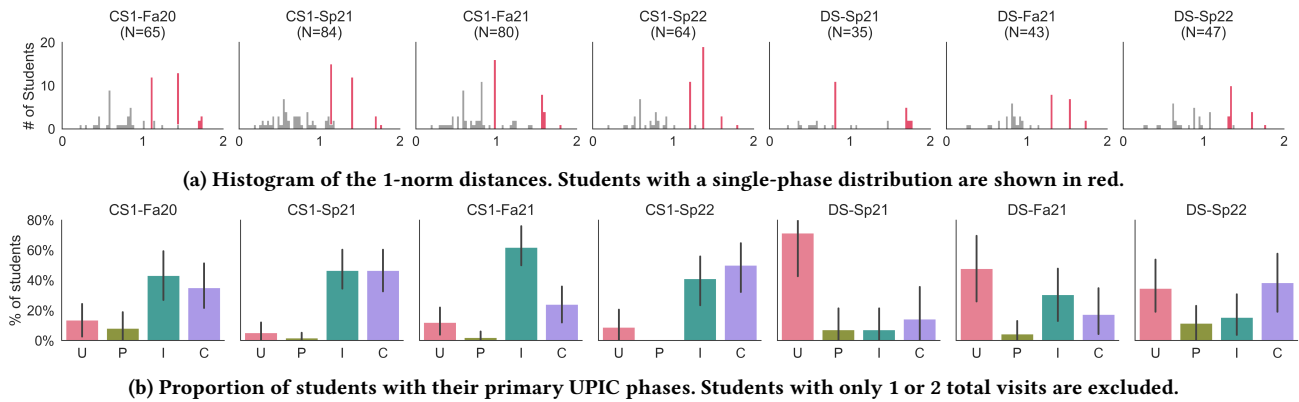 CS1-Fa20 CS1-Sp21 CS1-Fa21 CS1-Sp22 DS-Sp21 DS-Fa21 DS-Sp22
(N=65) (N=84) (N=80) (N=64) (N=35) (N=43) (N=47)
# of Students
20
10
0
0 1 2 1 2 1 2 1 2 1 2 1 2 1 2
(a) Histogram of the 1-norm distances. Students with a single-phase distribution are shown in red.
CS1-Fa20 CS1-Sp21 CS1-Fa21 CS1-Sp22 DS-Sp21 DS-Fa21 DS-Sp22
% of students
80%
60%
40%
20%
0%
U P I C U P I C U P I C U P I C U P I C U P I C U P I C
(b) Proportion of students with their primary UPIC phases. Students with only 1 or 2 total visits are excluded.